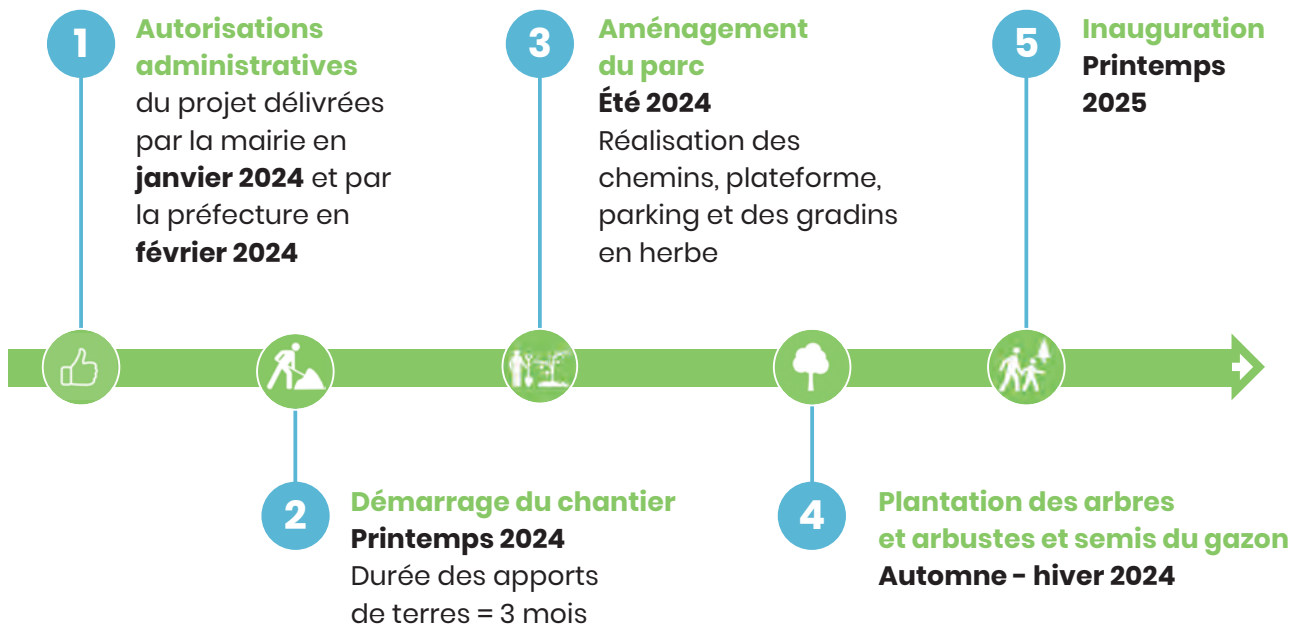 1
Autorisations
administratives
du projet délivrées
par la mairie en
janvier 2024 et par
la préfecture en
février 2024
2
Démarrage du chantier
Printemps 2024
Durée des apports
de terres = 3 mois
3
Aménagement
du parc
Été 2024
Réalisation des
chemins, plateforme,
parking et des gradins
en herbe
4
Plantation des arbres
et arbustes et semis du gazon
Automne - hiver 2024
5
Inauguration
Printemps
2025